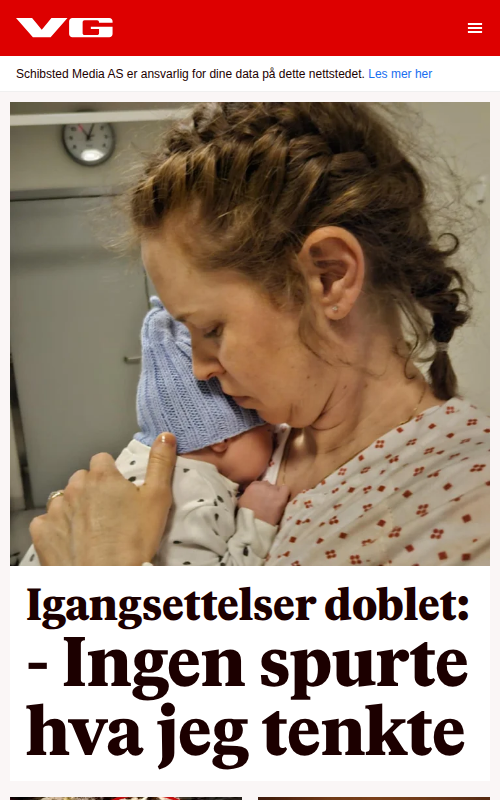 VG
Schibsted Media AS er ansvarlig for dine data på dette nettstedet. Les mer her
Igangsettelser doblet:
- Ingen spurte
hva jeg tenkte